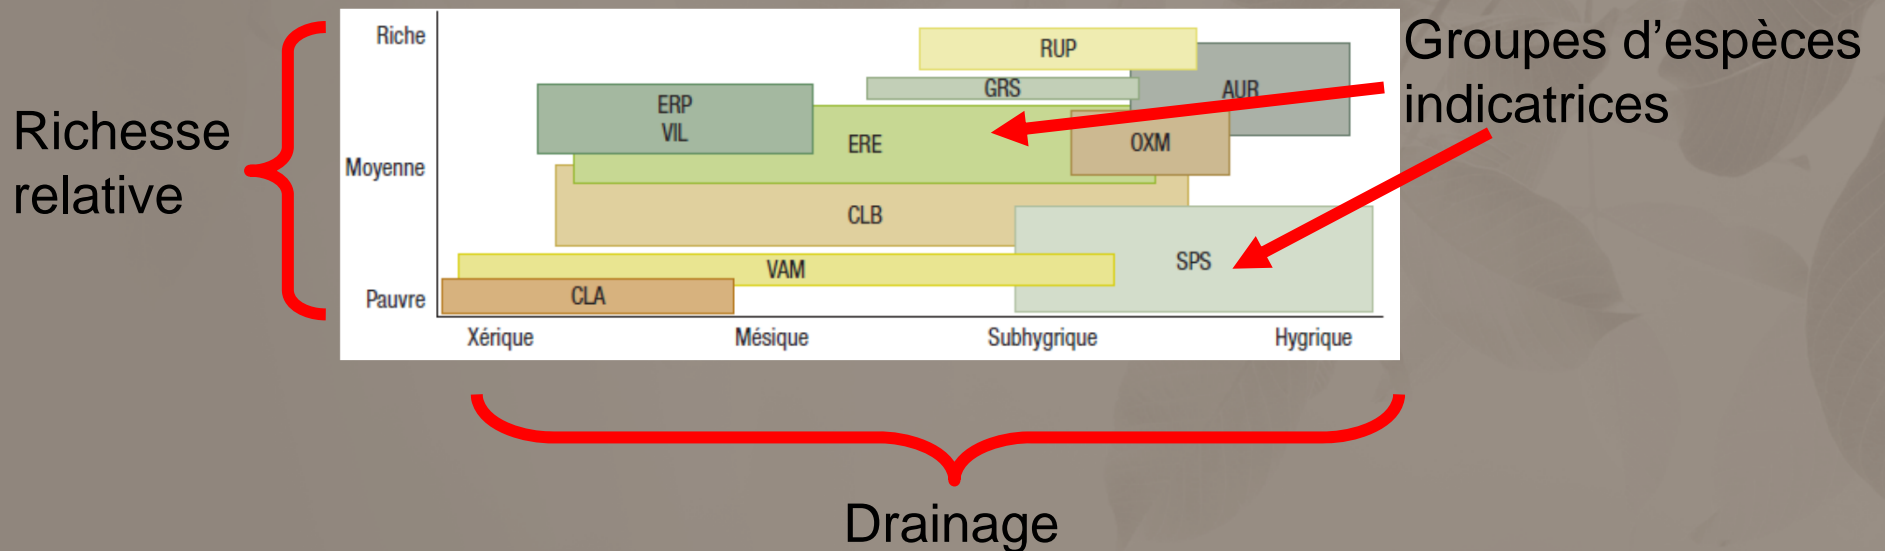 Richesse
relative
Riche
Moyenne
Pauvre
RUP
GRS
AUR
ERP
VIL
ERE
OXM
CLB
SPS
VAM
CLA
Xérique
Mésique
Subhygrique
Hygrique
Groupes d'espèces
indicatrices
Drainage